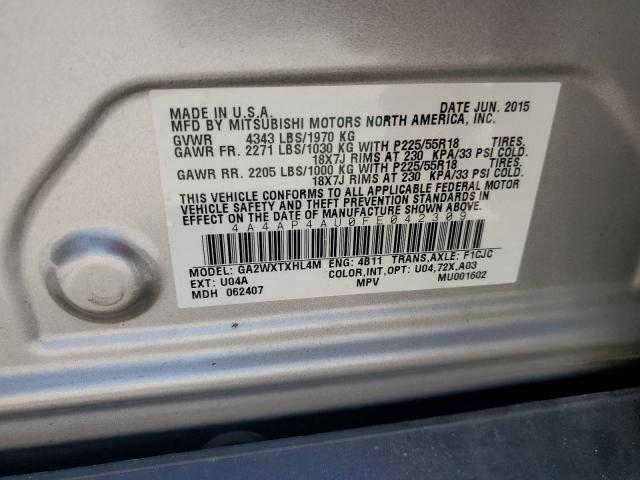 MADE IN U.S.A. DATE JUN. 2015
MFD BY MITSUBISHI MOTORS NORTH AMERICA, INC.
GVWR 4343 LBS/1970 KG
GAWR FR. 2271 LBS/1030 KG WITH P225/55R18 TIRES,
18X7J RIMS AT 230 KPA/33 PSI COLD.
GAWR RR. 2205 LBS/1000 KG WITH P225/55R18 TIRES,
18X7J RIMS AT 230 KPA/33 PSI COLD.
THIS VEHICLE CONFORMS TO ALL APPLICABLE FEDERAL MOTOR
VEHICLE SAFETY AND THEFT PREVENTION STANDARDS IN
EFFECT ON THE DATE OF MANUFACTURE SHOWN ABOVE.
4A4AP4AU0FE042309
MODEL: GA2WXTXHL4M ENG: 4B11 TRANS,AXLE: F1CJC
EXT: U04A COLOR,INT,OPT: U04,72X,A03
MDH 062407 MPV MU001602